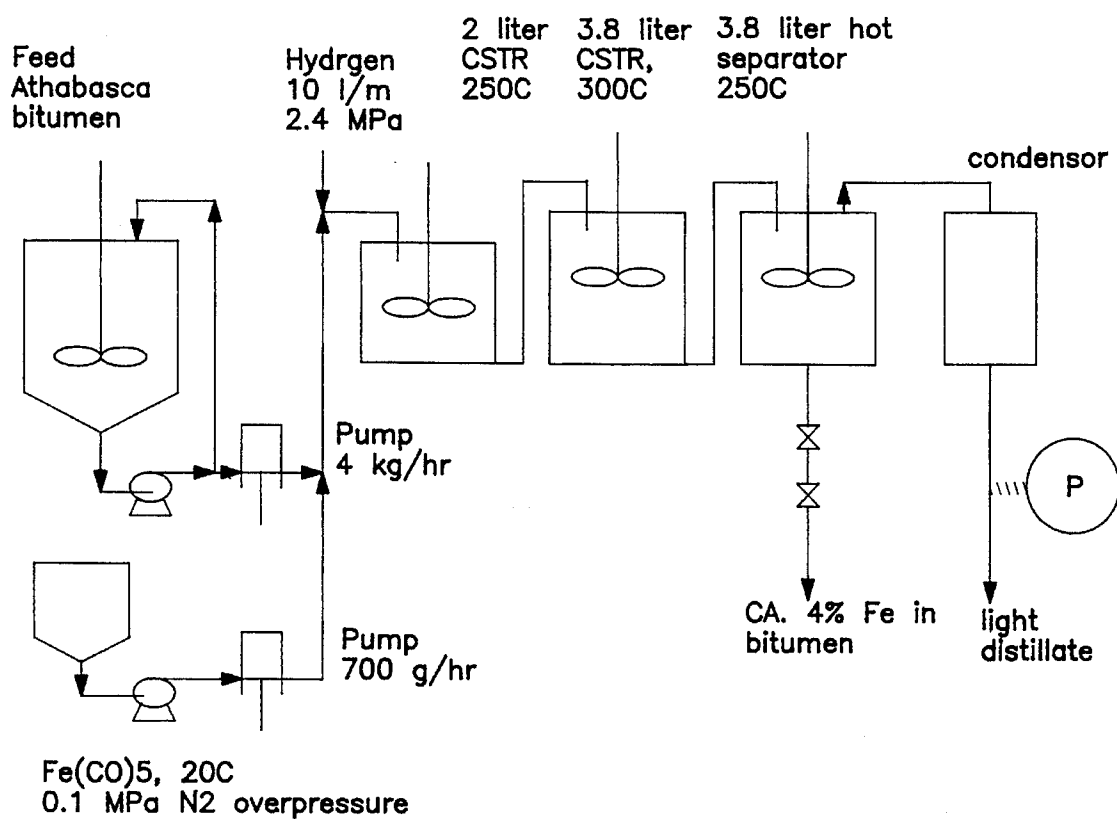 Feed
Athabasca
bitumen
Hydrgen
10 l/m
2.4 MPa
2 liter
CSTR
250C
3.8 liter
CSTR,
300C
3.8 liter hot
separator
250C
condensor
Pump
4 kg/hr
P
CA. 4% Fe in
bitumen
light
distillate
Pump
700 g/hr
Fe(CO)5, 20C
0.1 MPa N2 overpressure